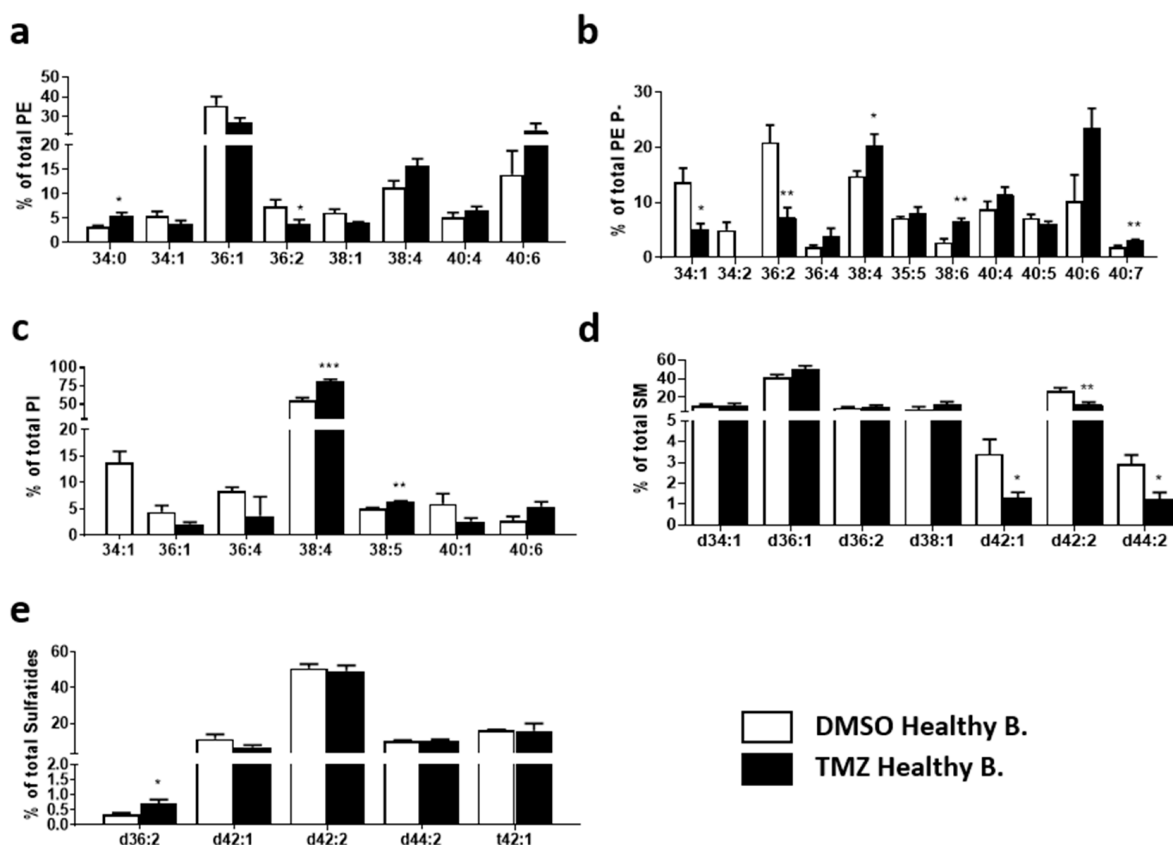 a
% of total PE
50
40
30
20
15
10
5
0
*
*
34:0 34:1 36:1 36:2 38:1 38:4 40:4 40:6
b
% of total PE P-
30
20
10
0
*
**
*
**
**
34:1 34:2 36:2 36:4 38:4 35:5 38:6 40:4 40:5 40:6 40:7
c
% of total PI
100
75
50
20
15
10
5
0
***
**
34:1 36:1 36:4 38:4 38:5 40:1 40:6
d
% of total SM
60
40
20
5
4
3
2
1
0
*
**
*
d34:1 d36:1 d36:2 d38:1 d42:1 d42:2 d44:2
e
% of total Sulfatides
60
40
20
2.0
1.5
1.0
0.5
0.0
*
d36:2 d42:1 d42:2 d44:2 t42:1
DMSO Healthy B.
TMZ Healthy B.